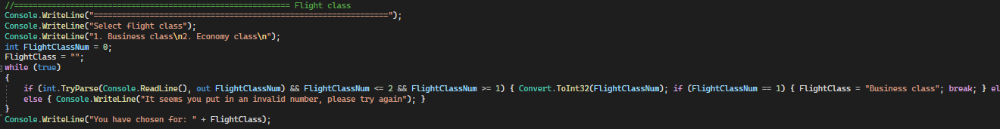 //========================================================== Flight class
Console.WriteLine("==============================================================");
Console.WriteLine("Select flight class");
Console.WriteLine("1. Business class\n2. Economy class\n");
int FlightClassNum = 0;
FlightClass = "";
while (true)
{
if (int.TryParse(Console.ReadLine(), out FlightClassNum) && FlightClassNum <= 2 && FlightClassNum >= 1) { Convert.ToInt32(FlightClassNum); if (FlightClassNum == 1) { FlightClass = "Business class"; break; } el
else { Console.WriteLine("It seems you put in an invalid number, please try again"); }
}
Console.WriteLine("You have chosen for: " + FlightClass);